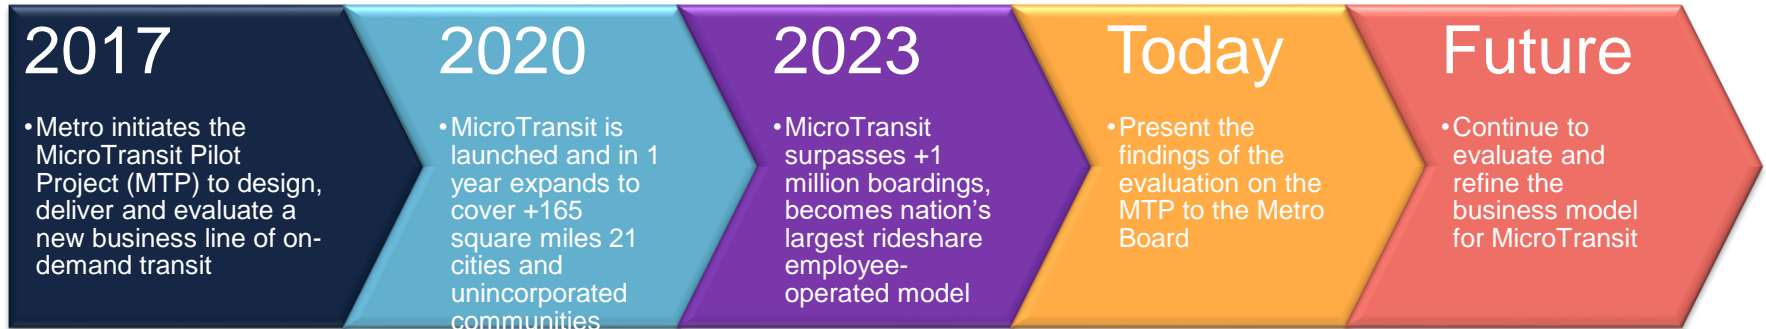 2017
•Metro initiates the
MicroTransit Pilot
Project (MTP) to design,
deliver and evaluate a
new business line of on-
demand transit
2020
•MicroTransit is
launched and in 1
year expands to
cover +165
square miles 21
cities and
unincorporated
communities
2023
•MicroTransit
surpasses +1
million boardings,
becomes nation’s
largest rideshare
employee-
operated model
Today
•Present the
findings of the
evaluation on the
MTP to the Metro
Board
Future
•Continue to
evaluate and
refine the
business model
for MicroTransit